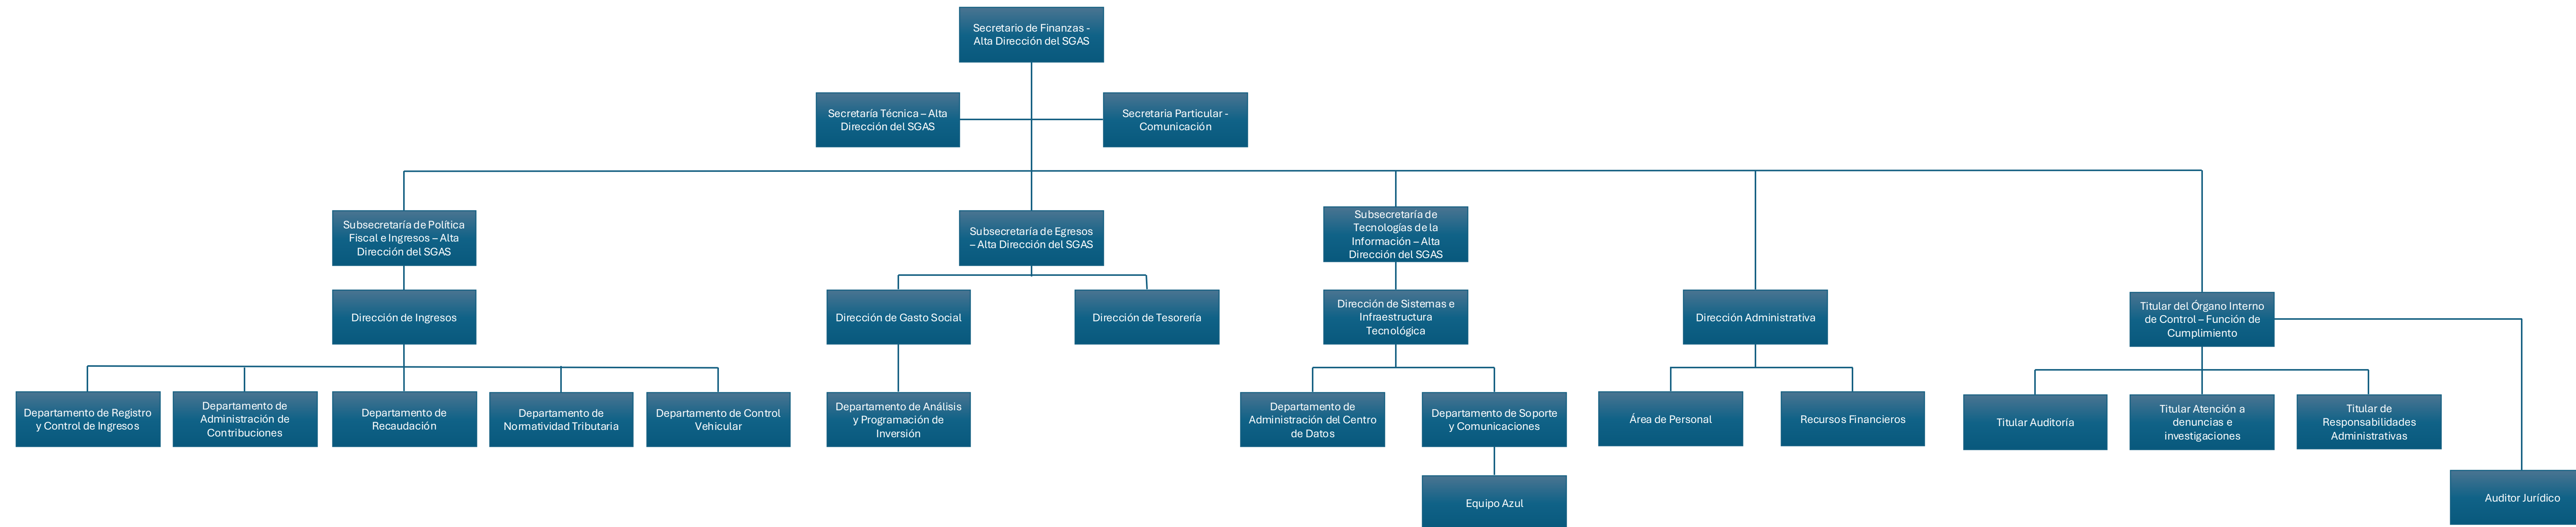 Secretario de Finanzas -
Alta Dirección del SGAS
Secretaría Técnica – Alta
Dirección del SGAS
Secretaria Particular -
Comunicación
Subsecretaría de Política
Fiscal e Ingresos – Alta
Dirección del SGAS
Subsecretaría de Egresos
– Alta Dirección del SGAS
Subsecretaría de
Tecnologías de la
Información – Alta
Dirección del SGAS
Dirección de Ingresos
Dirección de Gasto Social
Dirección de Tesorería
Dirección de Sistemas e
Infraestructura
Tecnológica
Dirección Administrativa
Titular del Órgano Interno
de Control – Función de
Cumplimiento
Departamento de Registro
y Control de Ingresos
Departamento de
Administración de
Contribuciones
Departamento de
Recaudación
Departamento de
Normatividad Tributaria
Departamento de Control
Vehicular
Departamento de Análisis
y Programación de
Inversión
Departamento de
Administración del Centro
de Datos
Departamento de Soporte
y Comunicaciones
Área de Personal
Recursos Financieros
Titular Auditoría
Titular Atención a
denuncias e
investigaciones
Titular de
Responsabilidades
Administrativas
Equipo Azul
Auditor Jurídico